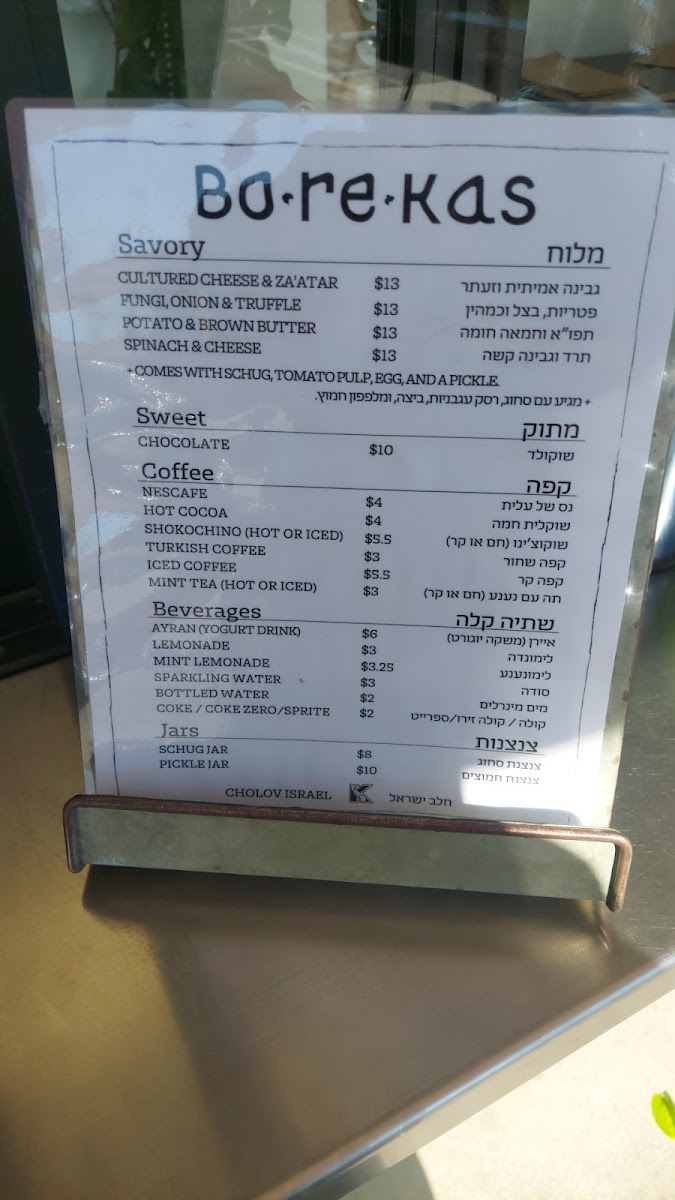 Bo·re·kas
Savory מלוח
CULTURED CHEESE & ZA'ATAR $13 גבינה אמיתית וזעתר
FUNGI, ONION & TRUFFLE $13 פטריות, בצל וכמהין
POTATO & BROWN BUTTER $13 תפו״א וחמאה חומה
SPINACH & CHEESE $13 תרד וגבינה קשה
+ COMES WITH SCHUG, TOMATO PULP, EGG, AND A PICKLE.
+ מגיע עם סחוג, רסק עגבניות, ביצה, ומלפפון חמוץ.
Sweet מתוק
CHOCOLATE $10 שוקולד
Coffee קפה
NESCAFE $4 נס של עלית
HOT COCOA $4 שוקלית חמה
SHOKOCHINO (HOT OR ICED) $5.5 שוקוצ׳ינו (חם או קר)
TURKISH COFFEE $3 קפה שחור
ICED COFFEE $5.5 קפה קר
MINT TEA (HOT OR ICED) $3 תה עם נענע (חם או קר)
Beverages שתיה קלה
AYRAN (YOGURT DRINK) $6 איירן (משקה יוגורט)
LEMONADE $3 לימונדה
MINT LEMONADE $3.25 לימונענע
SPARKLING WATER $3 סודה
BOTTLED WATER $2 מים מינרלים
COKE / COKE ZERO/SPRITE $2 קולה / קולה זירו/ספרייט
Jars צנצנות
SCHUG JAR $8 צנצנת סחוג
PICKLE JAR $10 צנצנת חמוצים
CHOLOV ISRAEL K חלב ישראל